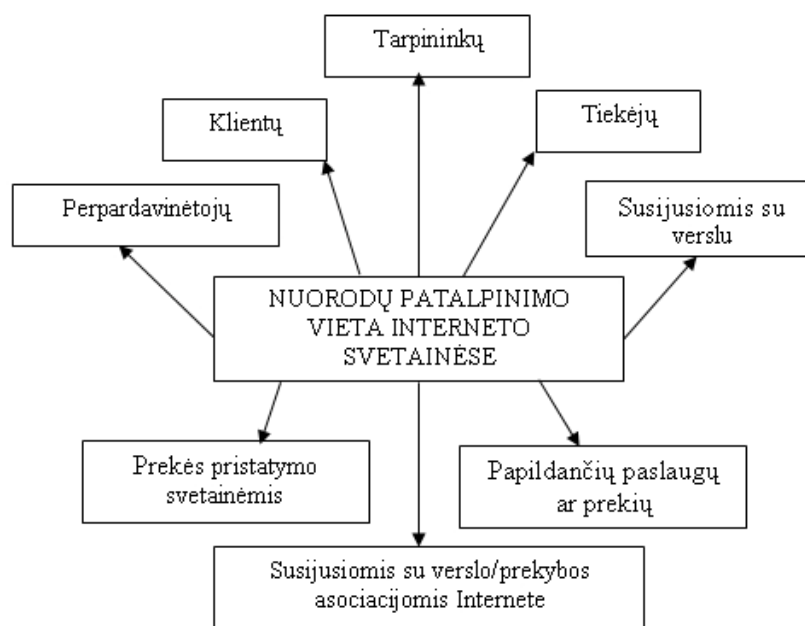 Tarpininkų
Klientų
Tiekėjų
Perpardavinėtojų
Susijusiomis su
verslu
NUORODŲ PATALPINIMO
VIETA INTERNETO
SVETAINĖSE
Prekės pristatymo
svetainėmis
Papildančių paslaugų
ar prekių
Susijusiomis su verslo/prekybos
asociacijomis Internete